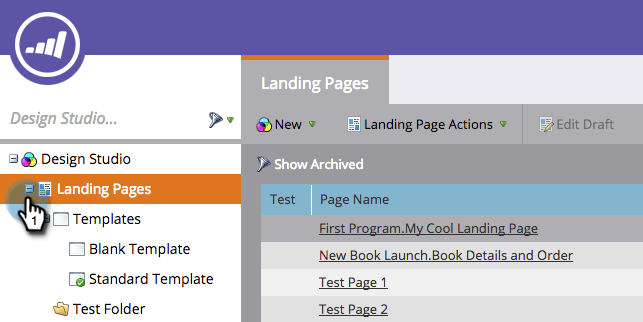 Landing Pages
Design Studio...
New
Landing Page Actions
Edit Draft
Design Studio
Show Archived
Landing Pages
Test
Page Name
Templates
First Program.My Cool Landing Page
Blank Template
New Book Launch.Book Details and Order
Standard Template
Test Page 1
Test Folder
Test Page 2
1